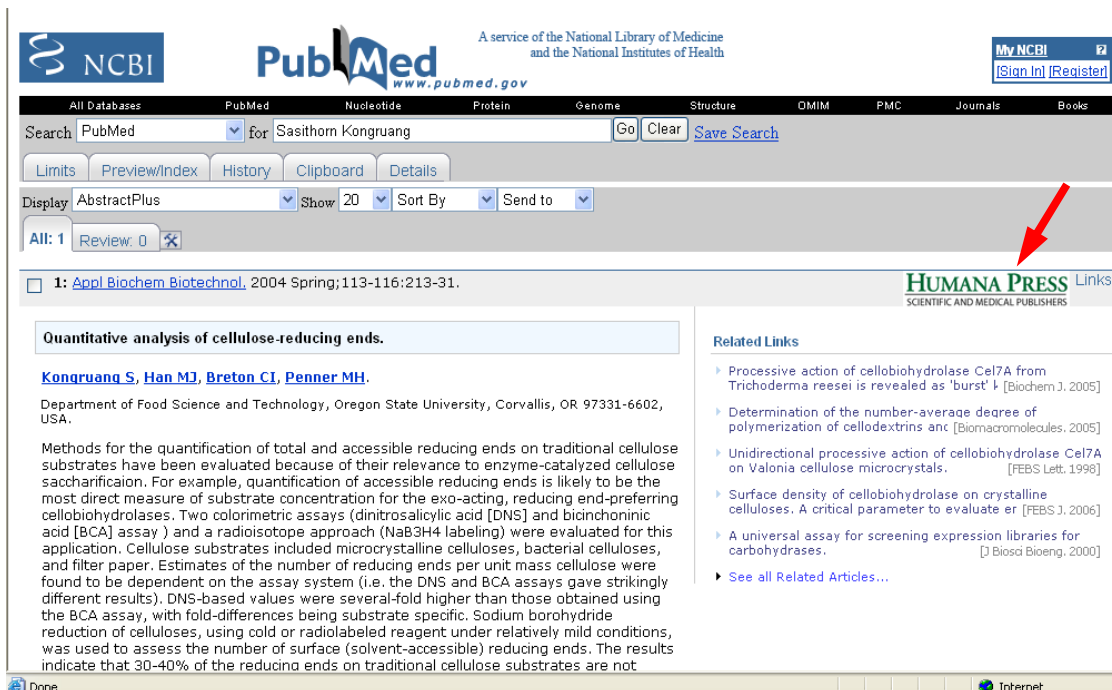 NCBI
PubMed
www.pubmed.gov
A service of the National Library of Medicine
and the National Institutes of Health
My NCBI ?
[Sign In] [Register]
All Databases PubMed Nucleotide Protein Genome Structure OMIM PMC Journals Books
Search PubMed for Sasithorn Kongruang Go Clear Save Search
Limits Preview/Index History Clipboard Details
Display AbstractPlus Show 20 Sort By Send to
All: 1 Review: 0
1: Appl Biochem Biotechnol. 2004 Spring;113-116:213-31.
HUMANA PRESS Links
SCIENTIFIC AND MEDICAL PUBLISHERS
Quantitative analysis of cellulose-reducing ends.
Kongruang S, Han MJ, Breton CI, Penner MH.
Department of Food Science and Technology, Oregon State University, Corvallis, OR 97331-6602,
USA.
Methods for the quantification of total and accessible reducing ends on traditional cellulose
substrates have been evaluated because of their relevance to enzyme-catalyzed cellulose
saccharificaion. For example, quantification of accessible reducing ends is likely to be the
most direct measure of substrate concentration for the exo-acting, reducing end-preferring
cellobiohydrolases. Two colorimetric assays (dinitrosalicylic acid [DNS] and bicinchoninic
acid [BCA] assay ) and a radioisotope approach (NaB3H4 labeling) were evaluated for this
application. Cellulose substrates included microcrystalline celluloses, bacterial celluloses,
and filter paper. Estimates of the number of reducing ends per unit mass cellulose were
found to be dependent on the assay system (i.e. the DNS and BCA assays gave strikingly
different results). DNS-based values were several-fold higher than those obtained using
the BCA assay, with fold-differences being substrate specific. Sodium borohydride
reduction of celluloses, using cold or radiolabeled reagent under relatively mild conditions,
was used to assess the number of surface (solvent-accessible) reducing ends. The results
indicate that 30-40% of the reducing ends on traditional cellulose substrates are not
Related Links
Processive action of cellobiohydrolase Cel7A from
Trichoderma reesei is revealed as 'burst' [Biochem J. 2005]
Determination of the number-average degree of
polymerization of cellodextrins and [Biomacromolecules. 2005]
Unidirectional processive action of cellobiohydrolase Cel7A
on Valonia cellulose microcrystals. [FEBS Lett. 1998]
Surface density of cellobiohydrolase on crystalline
celluloses. A critical parameter to evaluate er [FEBS J. 2006]
A universal assay for screening expression libraries for
carbohydrases. [J Biosci Bioeng. 2000]
See all Related Articles...
Done Internet